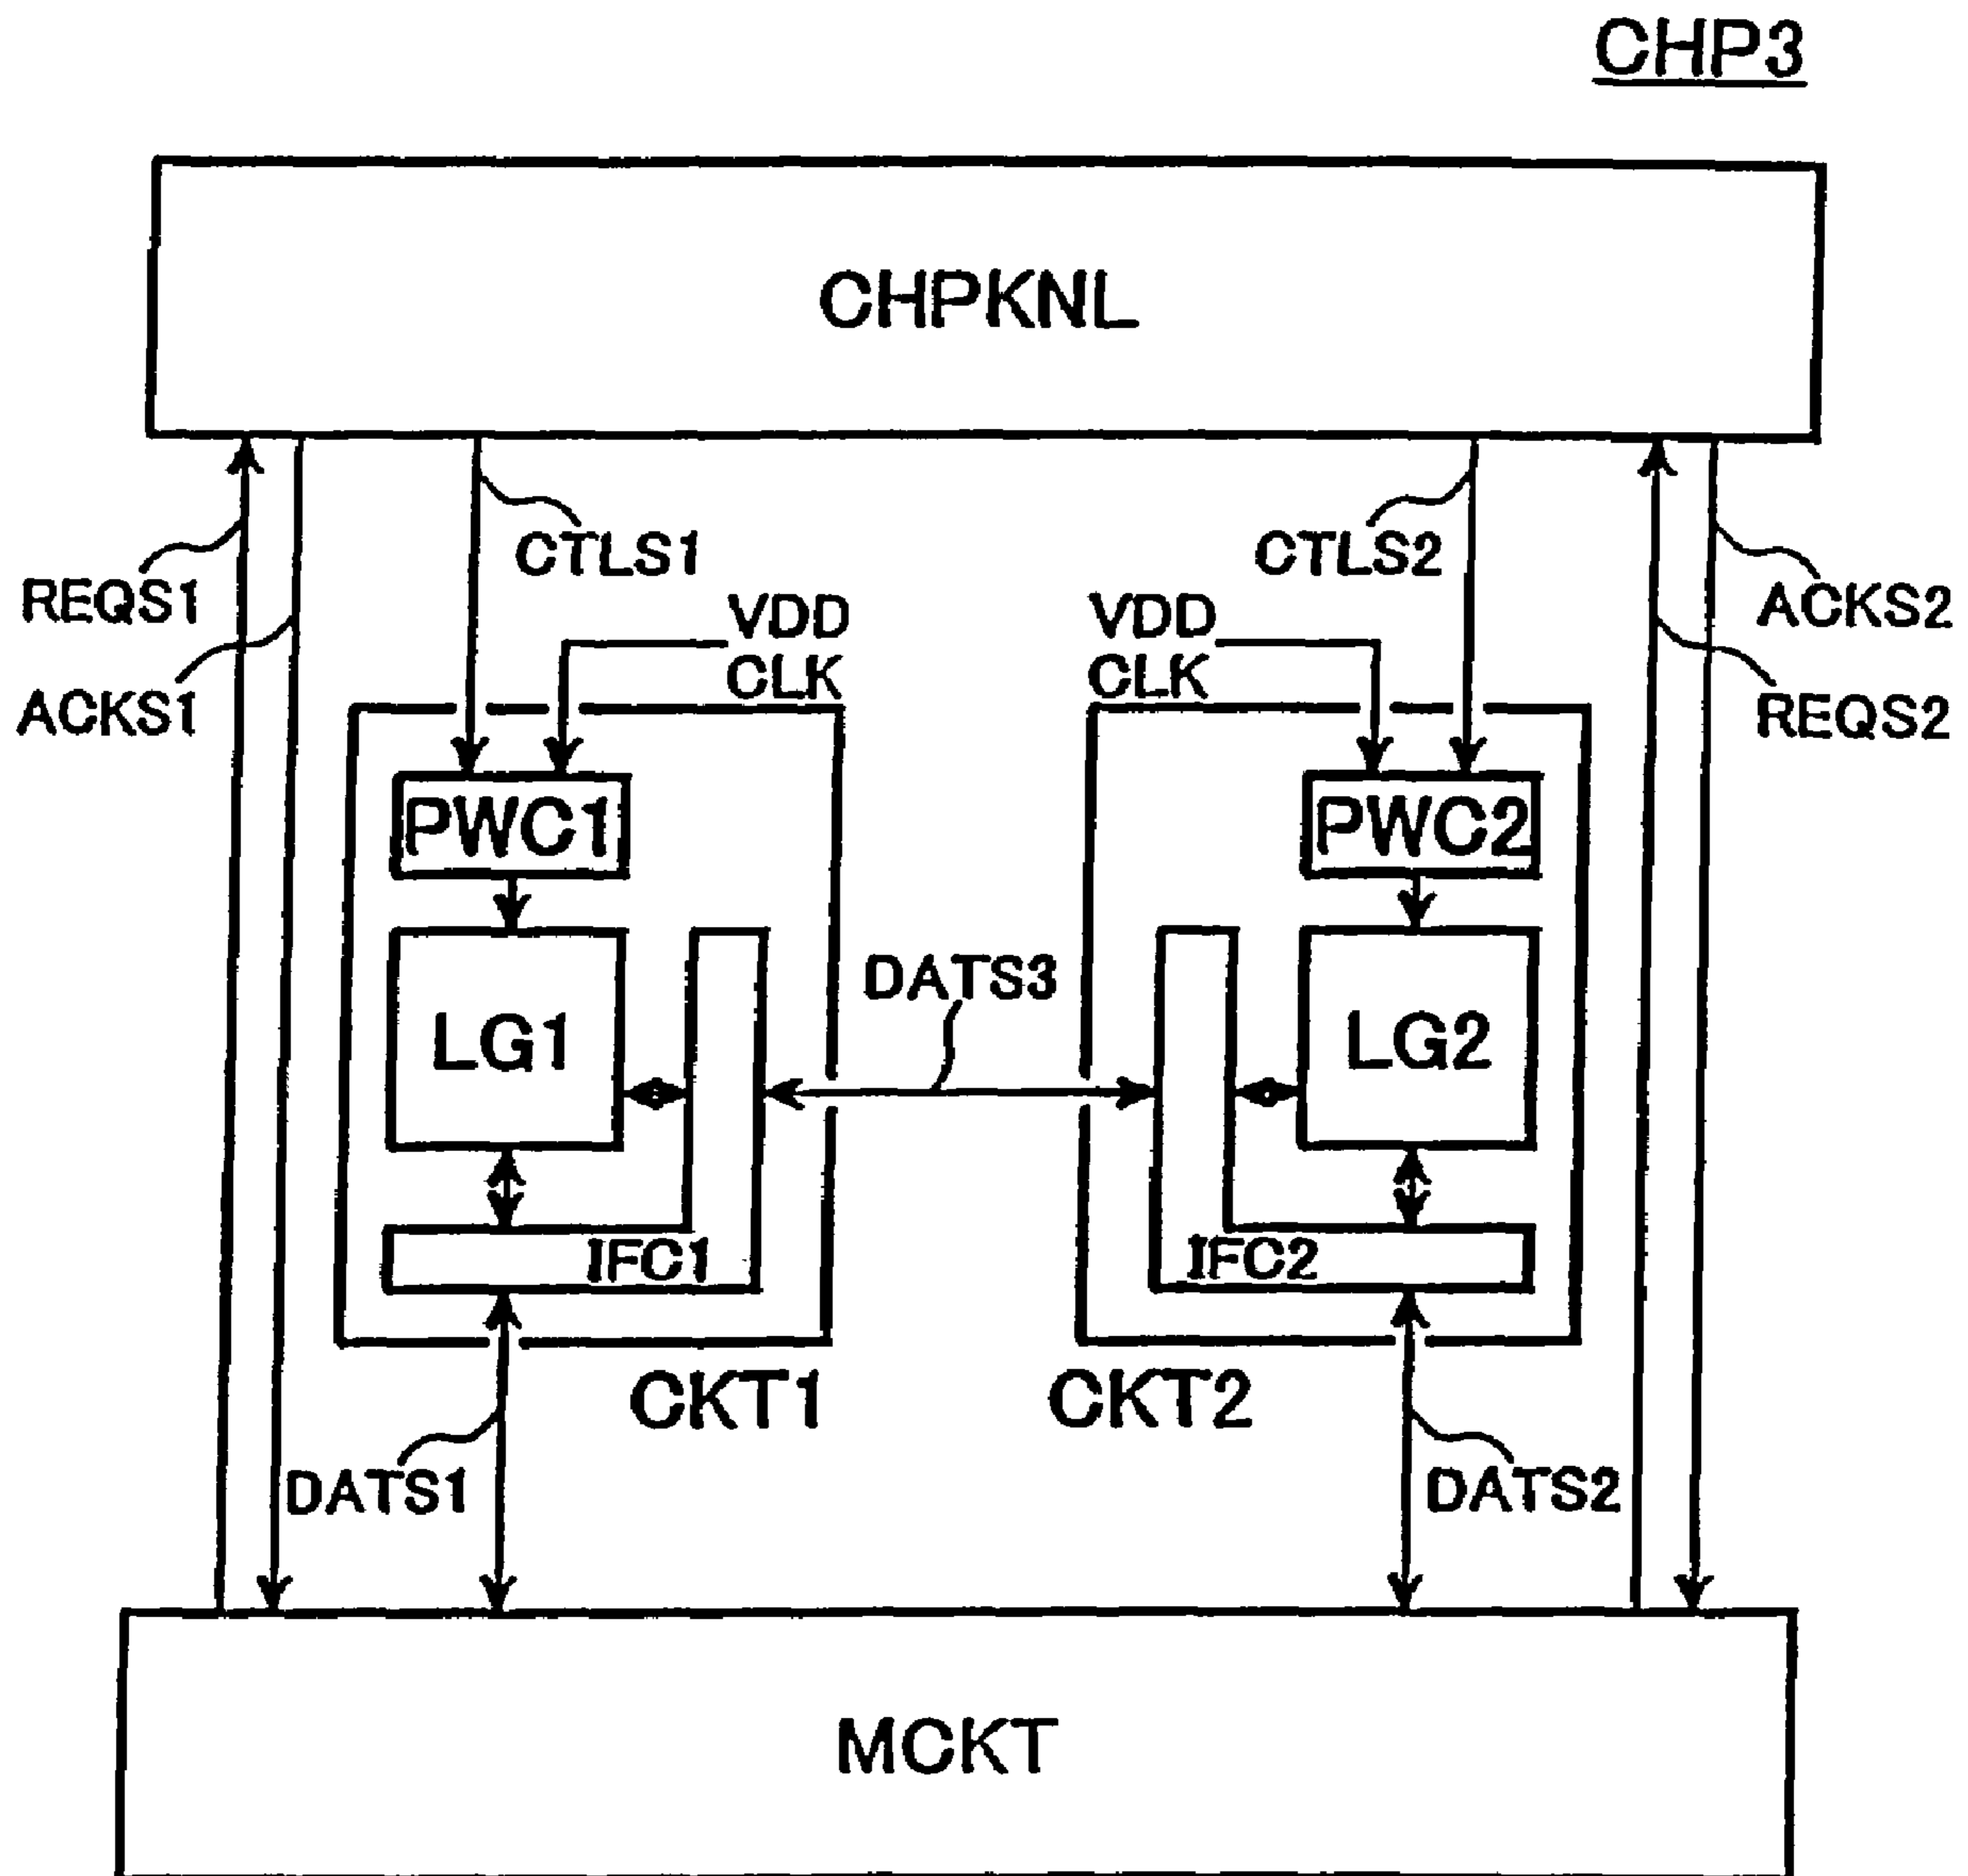 CHP3
CHPKNL
CTLS1
CTLS2
REQS1
ACKS2
VDD
CLK
VDD
CLK
ACKS1
REQS2
PWC1
PWC2
DATS3
LG1
LG2
IFC1
IFC2
CKT1
CKT2
DATS1
DATS2
MCKT